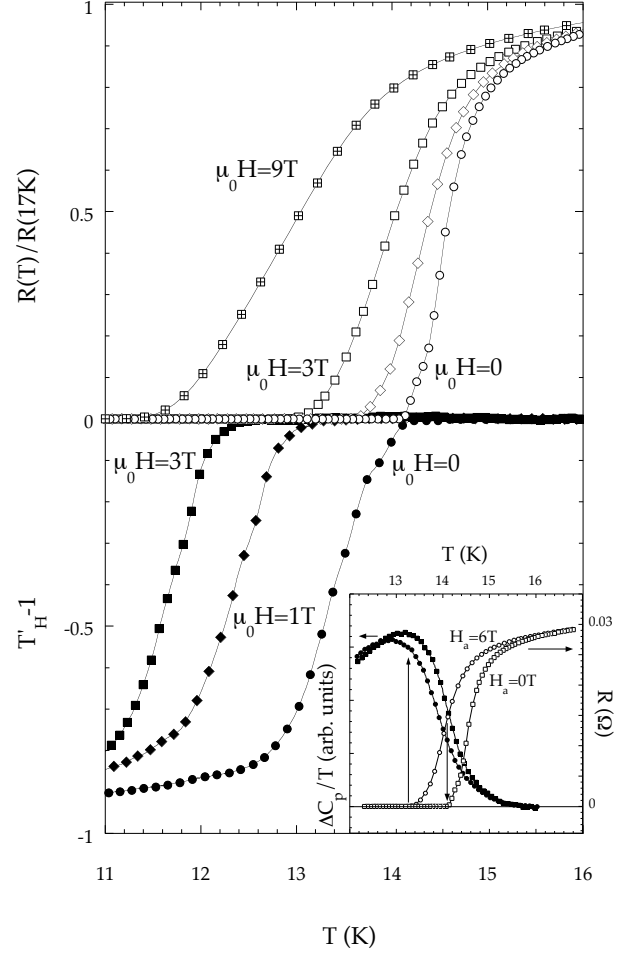 1
R(T)/R(17K)
μ₀H=9T
0.5
μ₀H=3T
μ₀H=0
0
μ₀H=3T
μ₀H=0
T'H-1
-0.5
μ₀H=1T
-1
11
12
13
14
15
16
T (K)
T (K)
13
14
15
16
Ha=6T
Ha=0T
ΔCp/T (arb. units)
0.03
R (Ω)
0